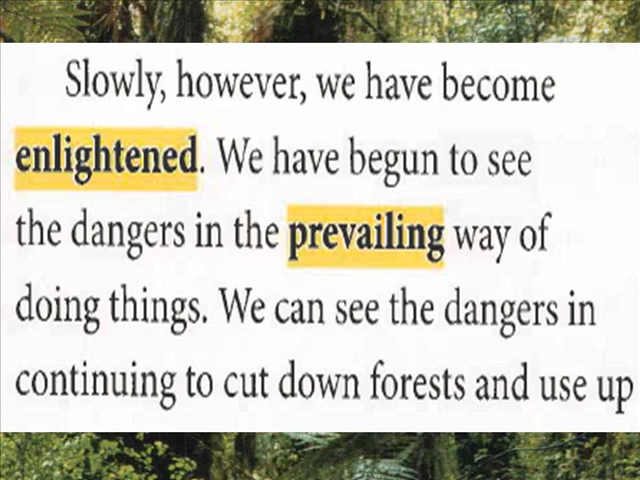 Slowly, however, we have become
enlightened. We have begun to see
the dangers in the prevailing way of
doing things. We can see the dangers in
continuing to cut down forests and use up